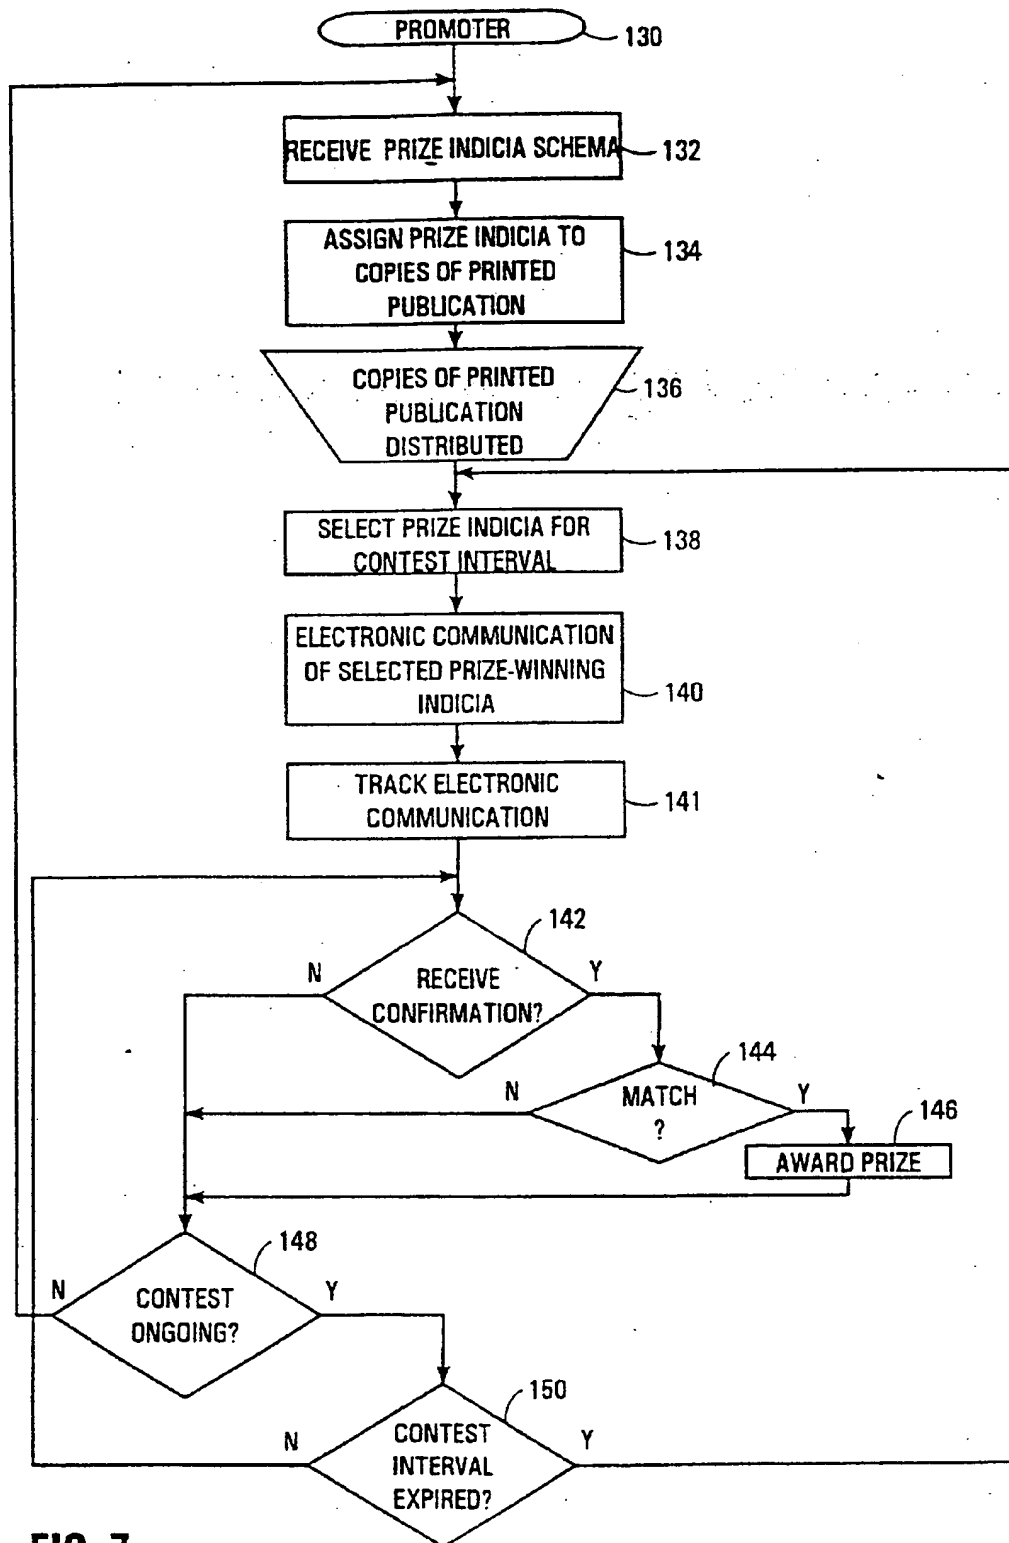 PROMOTER
130
RECEIVE PRIZE INDICIA SCHEMA
132
ASSIGN PRIZE INDICIA TO
COPIES OF PRINTED
PUBLICATION
134
COPIES OF PRINTED
PUBLICATION
DISTRIBUTED
136
SELECT PRIZE INDICIA FOR
CONTEST INTERVAL
138
ELECTRONIC COMMUNICATION
OF SELECTED PRIZE-WINNING
INDICIA
140
TRACK ELECTRONIC
COMMUNICATION
141
142
N
Y
RECEIVE
CONFIRMATION?
144
N
Y
MATCH
?
146
AWARD PRIZE
148
N
Y
CONTEST
ONGOING?
150
N
Y
CONTEST
INTERVAL
EXPIRED?
FIG. 7